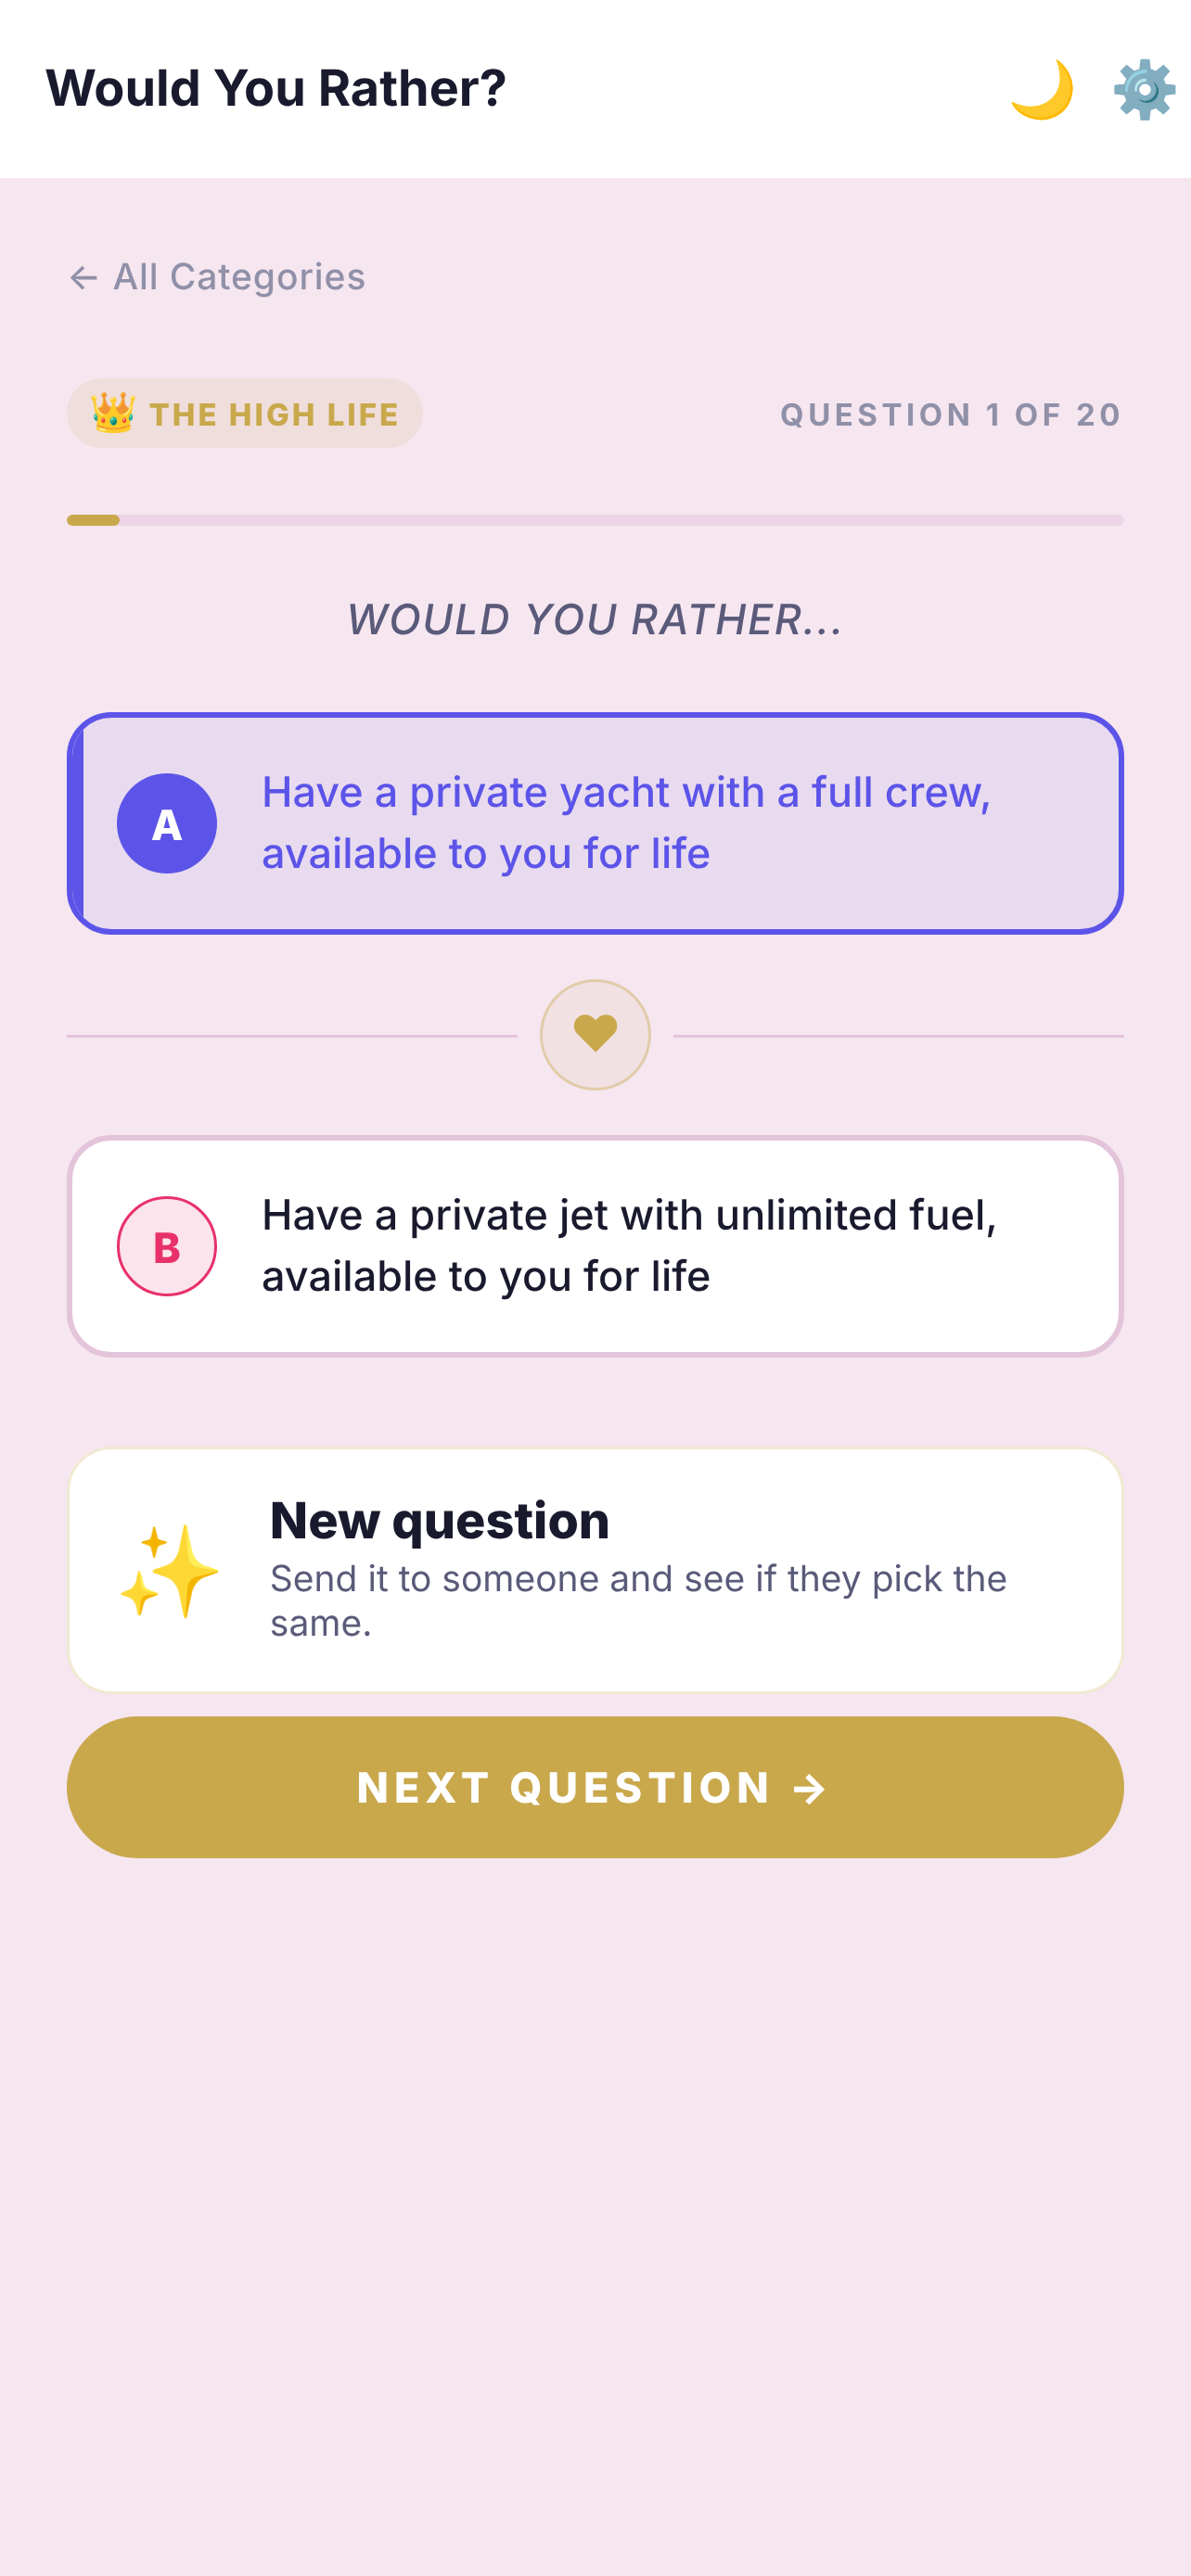 Would You Rather?
← All Categories
THE HIGH LIFE
QUESTION 1 OF 20
WOULD YOU RATHER...
A
Have a private yacht with a full crew,
available to you for life
B
Have a private jet with unlimited fuel,
available to you for life
New question
Send it to someone and see if they pick the
same.
NEXT QUESTION →